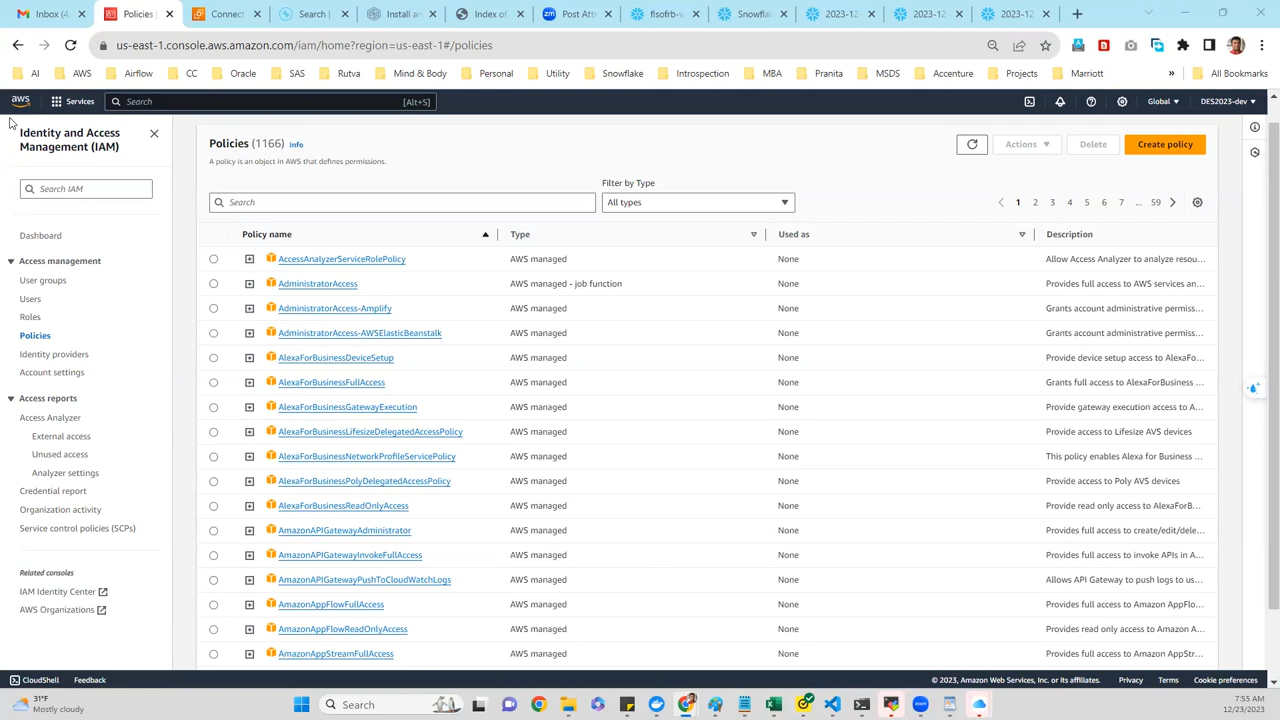 Inbox (4
Policies
Connect
Search |
Install an
Index of
Post Atte
fisofrb-w
Snowflake
2023-12
2023-12
2023-12
us-east-1.console.aws.amazon.com/iam/home?region=us-east-1#/policies
AI
AWS
Airflow
CC
Oracle
SAS
Rutva
Mind & Body
Personal
Utility
Snowflake
Introspection
MBA
Pranita
MSDS
Accenture
Projects
Marriott
»
All Bookmarks
aws
Services
Search
[Alt+S]
Global
DES2023-dev
Identity and Access
Management (IAM)
Search IAM
Dashboard
Access management
User groups
Users
Roles
Policies
Identity providers
Account settings
Access reports
Access Analyzer
External access
Unused access
Analyzer settings
Credential report
Organization activity
Service control policies (SCPs)
Related consoles
IAM Identity Center
AWS Organizations
Policies (1166) Info
A policy is an object in AWS that defines permissions.
Actions
Delete
Create policy
Filter by Type
Search
All types
1 2 3 4 5 6 7 ... 59
Policy name Type Used as Description
AccessAnalyzerServiceRolePolicy AWS managed None Allow Access Analyzer to analyze resou...
AdministratorAccess AWS managed - job function None Provides full access to AWS services an...
AdministratorAccess-Amplify AWS managed None Grants account administrative permiss...
AdministratorAccess-AWSElasticBeanstalk AWS managed None Grants account administrative permiss...
AlexaForBusinessDeviceSetup AWS managed None Provide device setup access to AlexaFo...
AlexaForBusinessFullAccess AWS managed None Grants full access to AlexaForBusiness ...
AlexaForBusinessGatewayExecution AWS managed None Provide gateway execution access to A...
AlexaForBusinessLifesizeDelegatedAccessPolicy AWS managed None Provide access to Lifesize AVS devices
AlexaForBusinessNetworkProfileServicePolicy AWS managed None This policy enables Alexa for Business ...
AlexaForBusinessPolyDelegatedAccessPolicy AWS managed None Provide access to Poly AVS devices
AlexaForBusinessReadOnlyAccess AWS managed None Provide read only access to AlexaForB...
AmazonAPIGatewayAdministrator AWS managed None Provides full access to create/edit/dele...
AmazonAPIGatewayInvokeFullAccess AWS managed None Provides full access to invoke APIs in A...
AmazonAPIGatewayPushToCloudWatchLogs AWS managed None Allows API Gateway to push logs to us...
AmazonAppFlowFullAccess AWS managed None Provides full access to Amazon AppFlo...
AmazonAppFlowReadOnlyAccess AWS managed None Provides read only access to Amazon A...
AmazonAppStreamFullAccess AWS managed None Provides full access to Amazon AppStr...
CloudShell
Feedback
© 2023, Amazon Web Services, Inc. or its affiliates.
Privacy
Terms
Cookie preferences
31°F
Mostly cloudy
Search
7:55 AM
12/23/2023